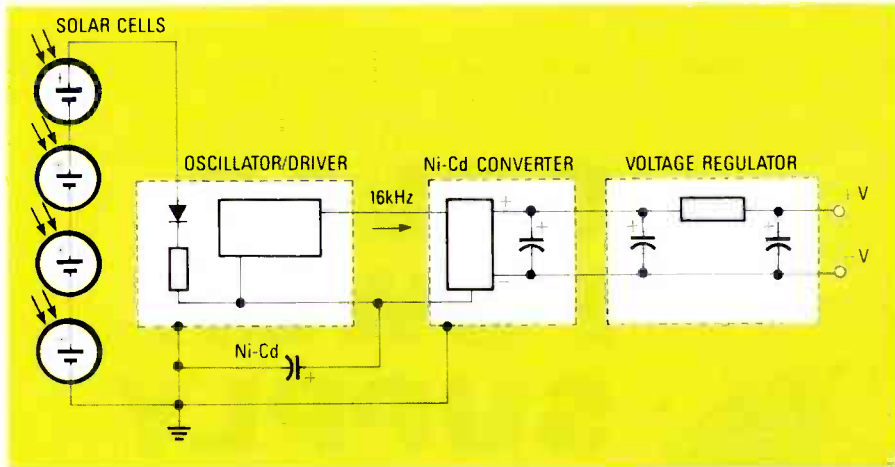 SOLAR CELLS
OSCILLATOR/DRIVER
Ni-Cd CONVERTER
VOLTAGE REGULATOR
16kHz
+ V
- V
Ni-Cd